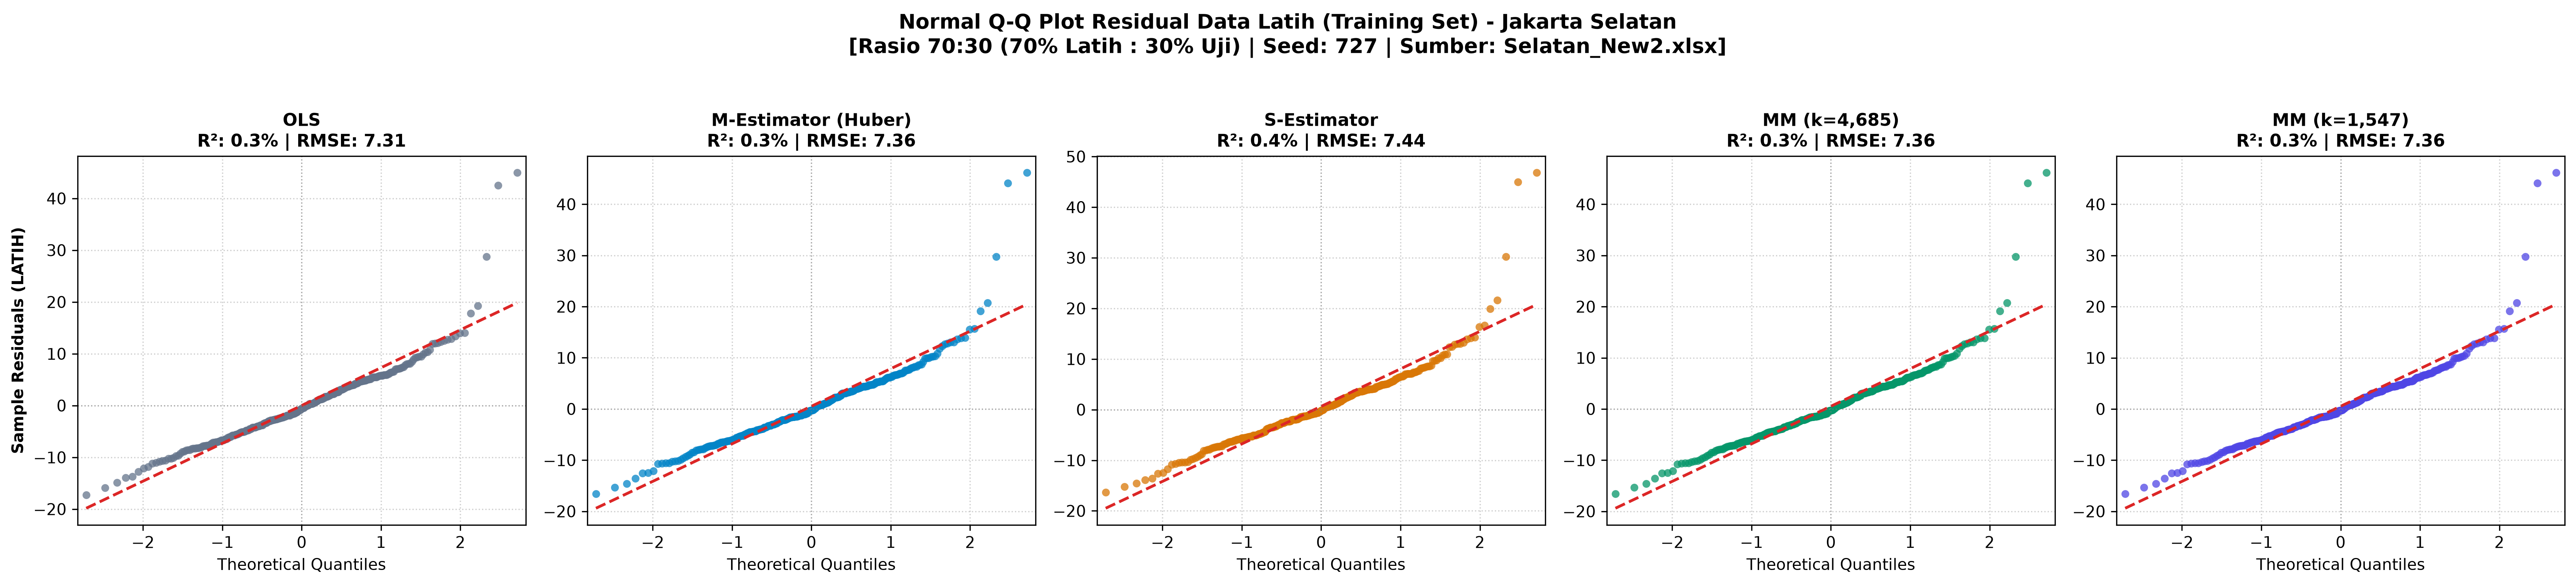 Normal Q-Q Plot Residual Data Latih (Training Set) - Jakarta Selatan
[Rasio 70:30 (70% Latih : 30% Uji) | Seed: 727 | Sumber: Selatan_New2.xlsx]
OLS
R²: 0.3% | RMSE: 7.31
Sample Residuals (LATIH)
40
30
20
10
0
−10
−20
−2 −1 0 1 2
Theoretical Quantiles
M-Estimator (Huber)
R²: 0.3% | RMSE: 7.36
40
30
20
10
0
−10
−20
−2 −1 0 1 2
Theoretical Quantiles
S-Estimator
R²: 0.4% | RMSE: 7.44
50
40
30
20
10
0
−10
−20
−2 −1 0 1 2
Theoretical Quantiles
MM (k=4,685)
R²: 0.3% | RMSE: 7.36
40
30
20
10
0
−10
−20
−2 −1 0 1 2
Theoretical Quantiles
MM (k=1,547)
R²: 0.3% | RMSE: 7.36
40
30
20
10
0
−10
−20
−2 −1 0 1 2
Theoretical Quantiles